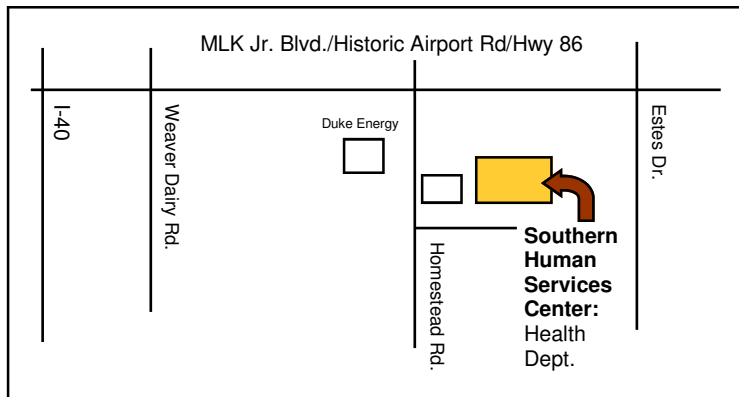 MLK Jr. Blvd./Historic Airport Rd/Hwy 86
I-40
Weaver Dairy Rd.
Duke Energy
Homestead Rd.
Estes Dr.
Southern
Human
Services
Center:
Health
Dept.